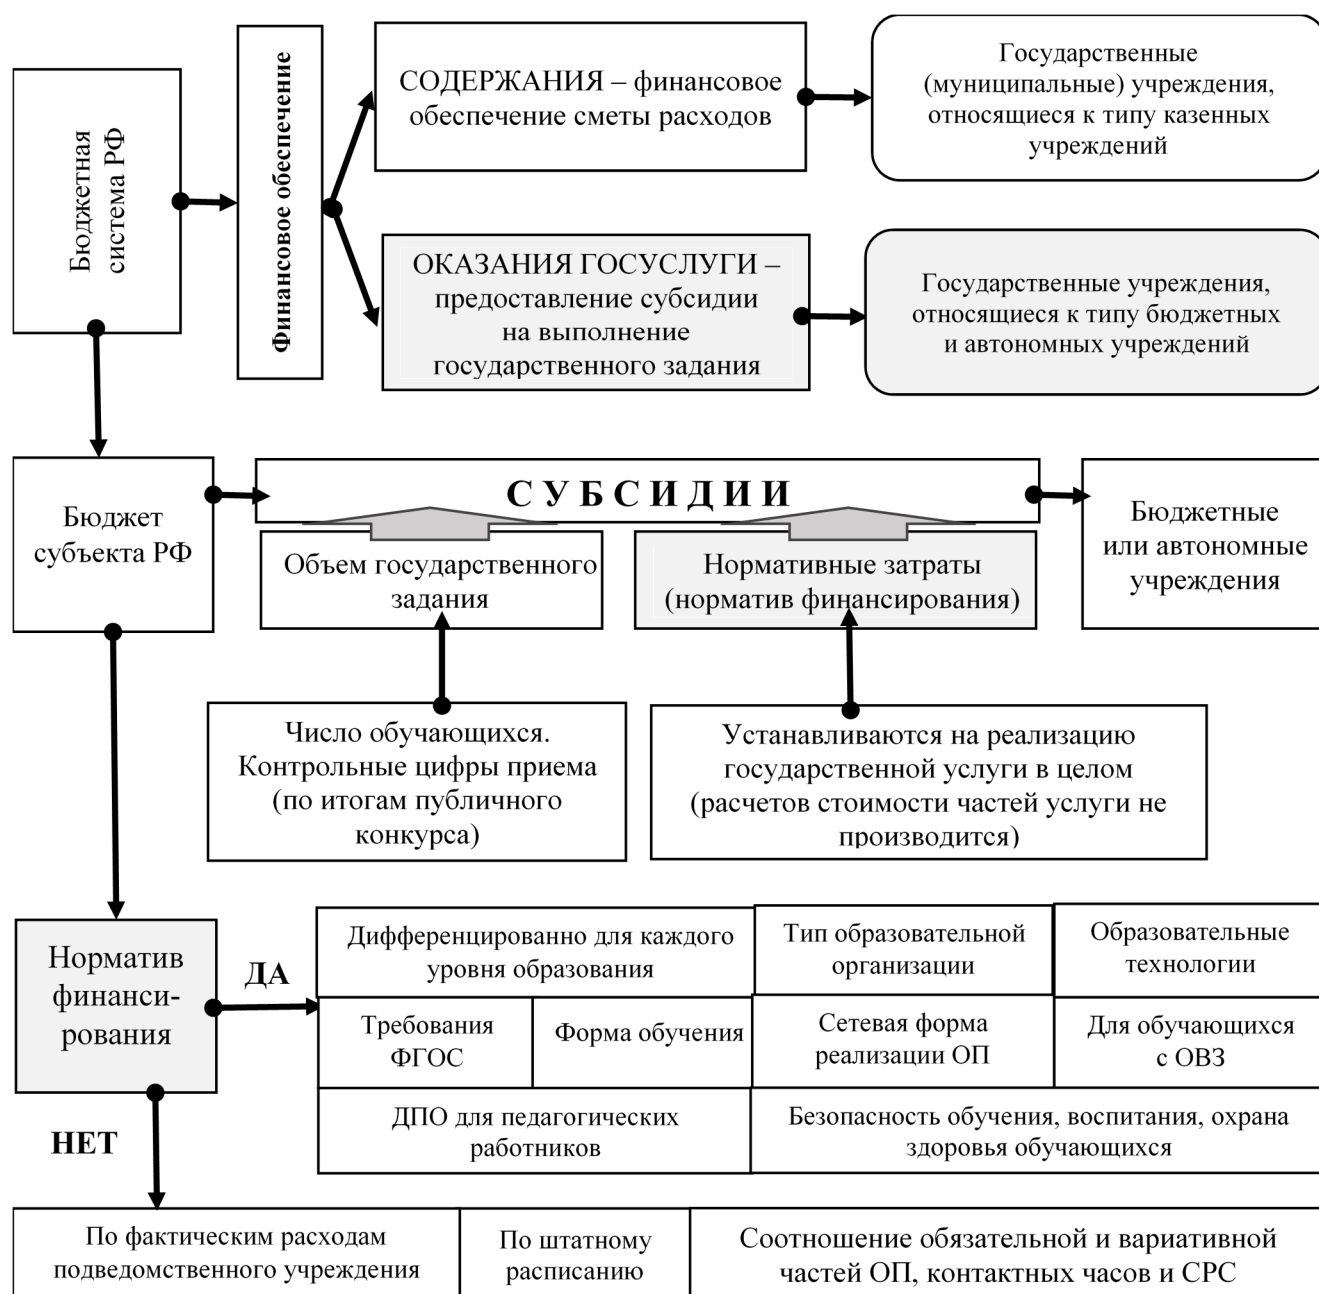 Бюджетная
система РФ
Финансовое обеспечение
СОДЕРЖАНИЯ – финансовое
обеспечение сметы расходов
Государственные
(муниципальные) учреждения,
относящиеся к типу казенных
учреждений
ОКАЗАНИЯ ГОСУСЛУГИ –
предоставление субсидии
на выполнение
государственного задания
Государственные учреждения,
относящиеся к типу бюджетных
и автономных учреждений
Бюджет
субъекта РФ
С У Б С И Д И И
Бюджетные
или автономные
учреждения
Объем государственного
задания
Нормативные затраты
(норматив финансирования)
Число обучающихся.
Контрольные цифры приема
(по итогам публичного
конкурса)
Устанавливаются на реализацию
государственной услуги в целом
(расчетов стоимости частей услуги не
производится)
Норматив
финанси-
рования
ДА
Дифференцированно для каждого
уровня образования
Тип образовательной
организации
Образовательные
технологии
Требования
ФГОС
Форма обучения
Сетевая форма
реализации ОП
Для обучающихся
с ОВЗ
ДПО для педагогических
работников
Безопасность обучения, воспитания, охрана
здоровья обучающихся
НЕТ
По фактическим расходам
подведомственного учреждения
По штатному
расписанию
Соотношение обязательной и вариативной
частей ОП, контактных часов и СРС